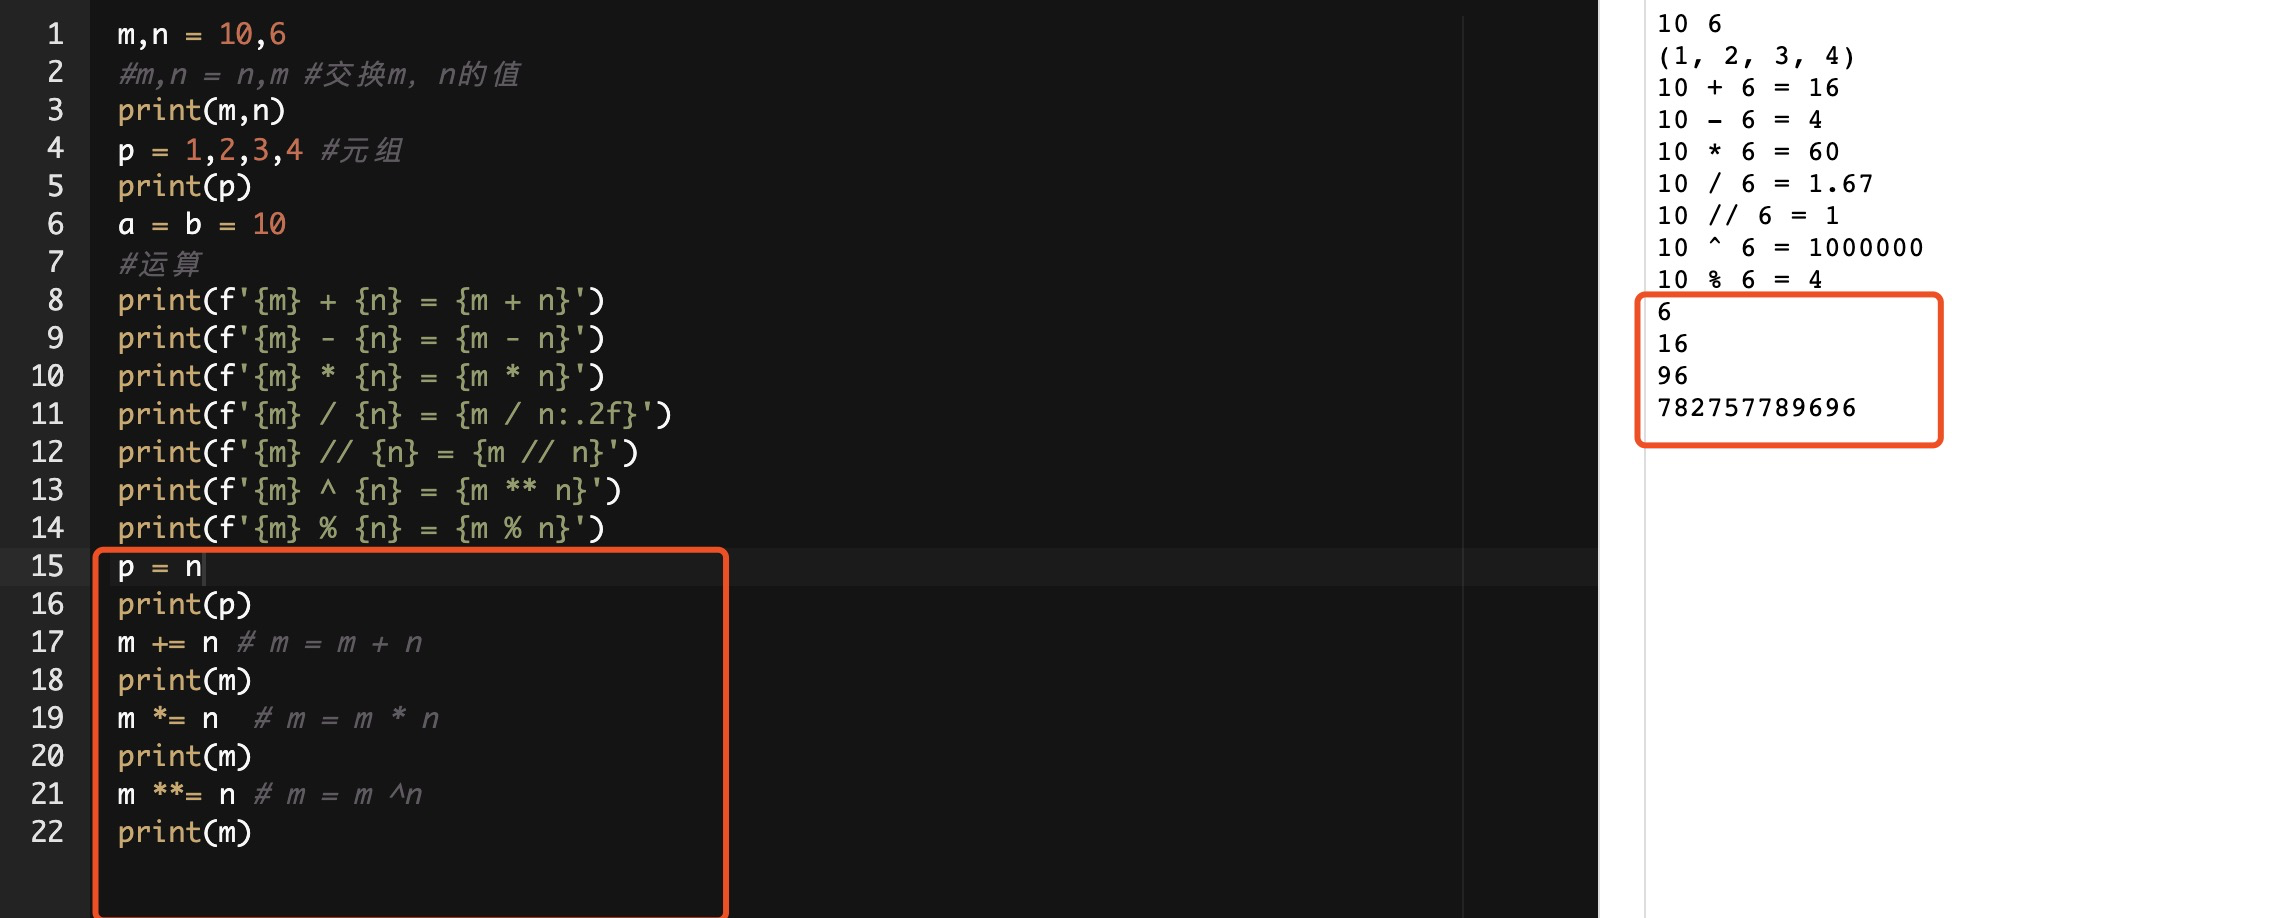 1 m,n = 10,6
2 #m,n = n,m #交换m, n的值
3 print(m,n)
4 p = 1,2,3,4 #元组
5 print(p)
6 a = b = 10
7 #运算
8 print(f'{m} + {n} = {m + n}')
9 print(f'{m} - {n} = {m - n}')
10 print(f'{m} * {n} = {m * n}')
11 print(f'{m} / {n} = {m / n:.2f}')
12 print(f'{m} // {n} = {m // n}')
13 print(f'{m} ^ {n} = {m ** n}')
14 print(f'{m} % {n} = {m % n}')
15 p = n
16 print(p)
17 m += n # m = m + n
18 print(m)
19 m *= n  # m = m * n
20 print(m)
21 m **= n # m = m ^n
22 print(m)
10 6
(1, 2, 3, 4)
10 + 6 = 16
10 - 6 = 4
10 * 6 = 60
10 / 6 = 1.67
10 // 6 = 1
10 ^ 6 = 1000000
10 % 6 = 4
6
16
96
782757789696